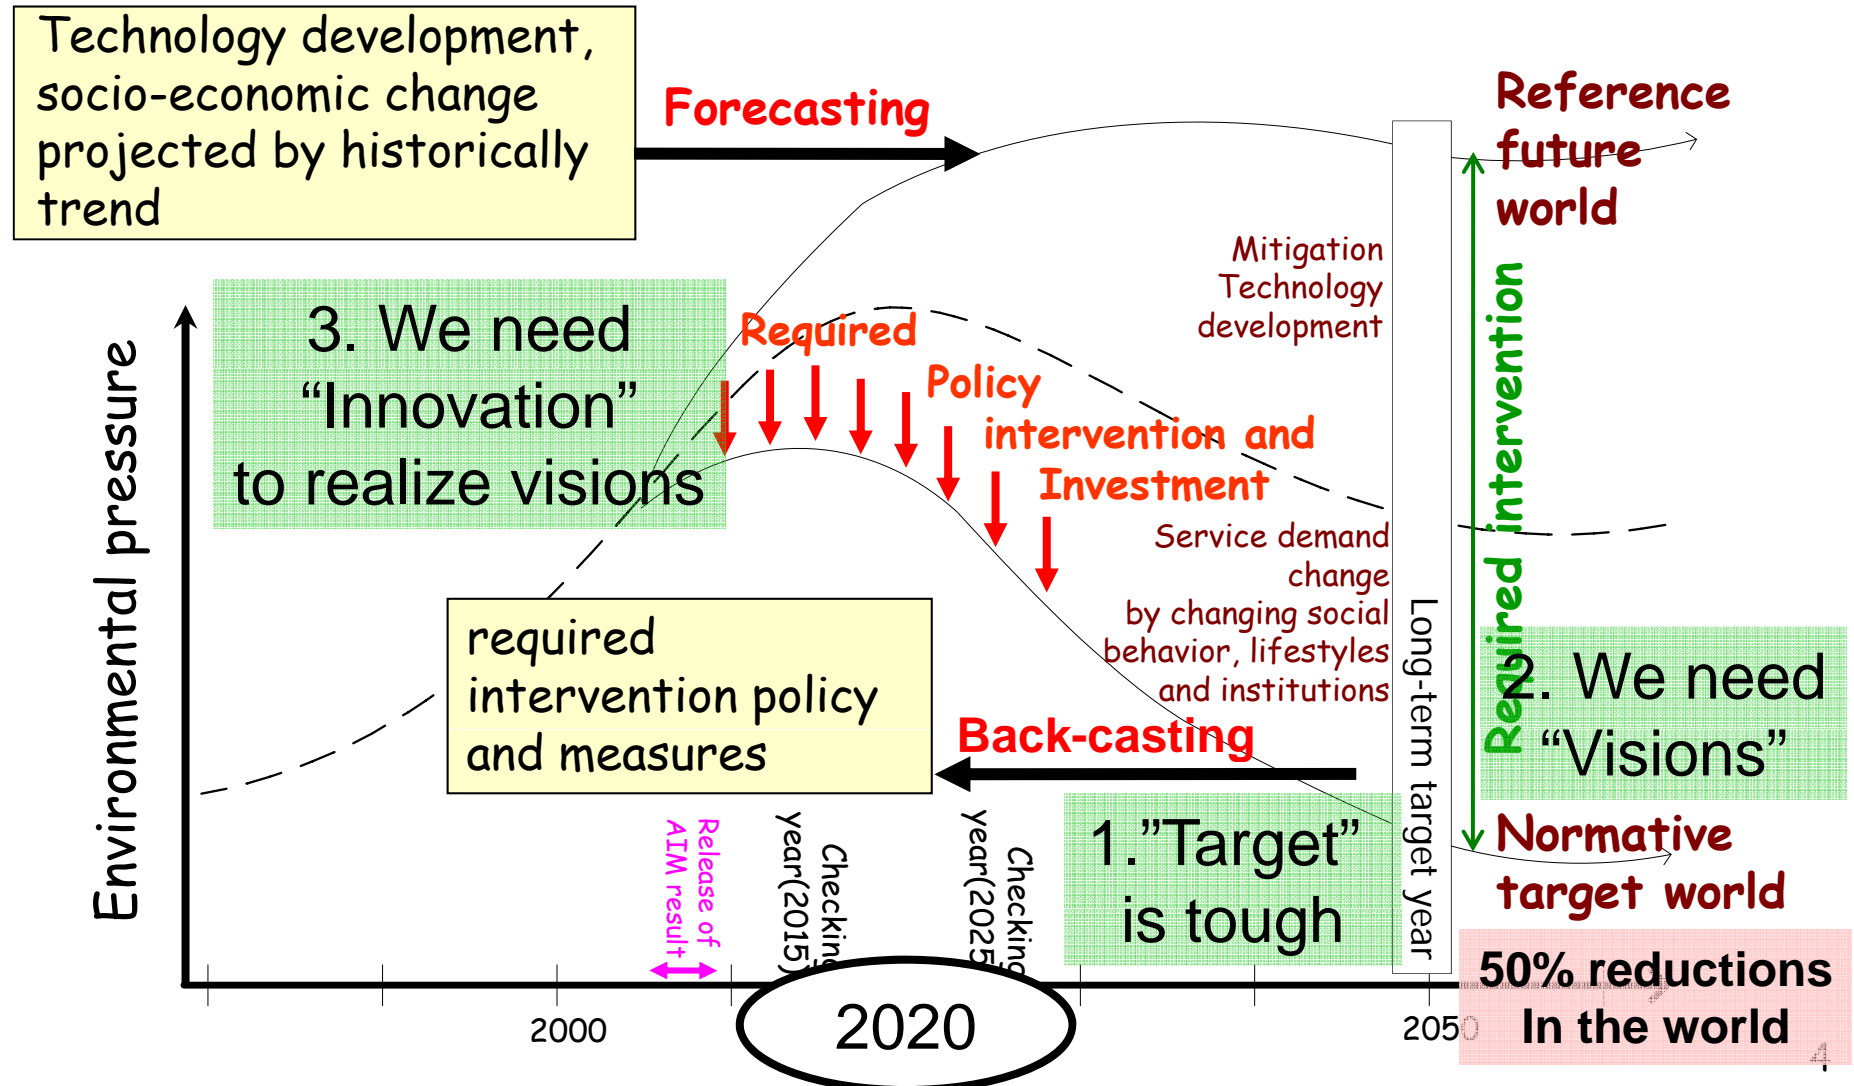 Technology development,
socio-economic change
projected by historically
trend
Forecasting
Reference
future
world
Mitigation
Technology
development
3. We need
“Innovation”
to realize visions
Required
Policy
intervention and
Investment
Environmental pressure
Required intervention
Service demand
change
by changing social
behavior, lifestyles
and institutions
Long-term target year
2. We need
“Visions”
required
intervention policy
and measures
Back-casting
1.”Target”
is tough
Normative
target world
Release of
AIM result
Checking
year(2015)
Checking
year(2025
50% reductions
In the world
2000
2020
2050
4